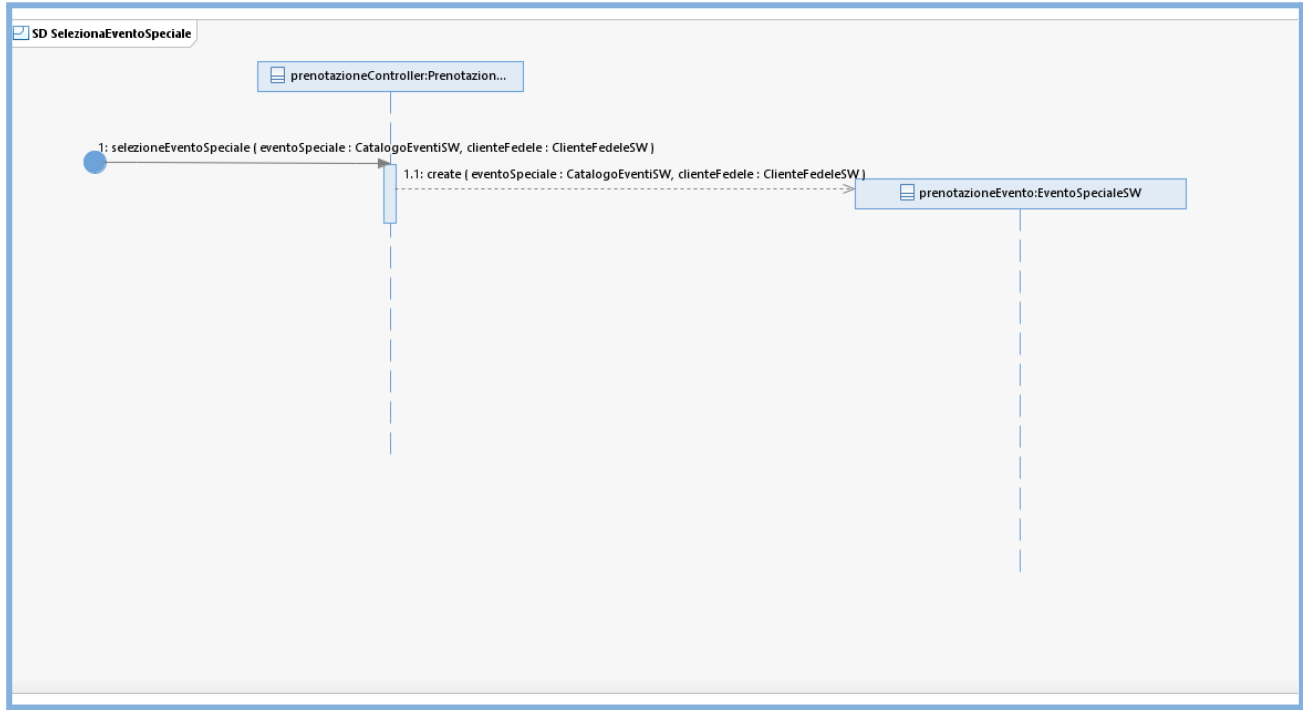 SD SelezionaEventoSpeciale
prenotazioneController:Prenotazion...
1: selezioneEventoSpeciale ( eventoSpeciale : CatalogoEventiSW, clienteFedele : ClienteFedeleSW )
1.1: create ( eventoSpeciale : CatalogoEventiSW, clienteFedele : ClienteFedeleSW )
prenotazioneEvento:EventoSpecialeSW